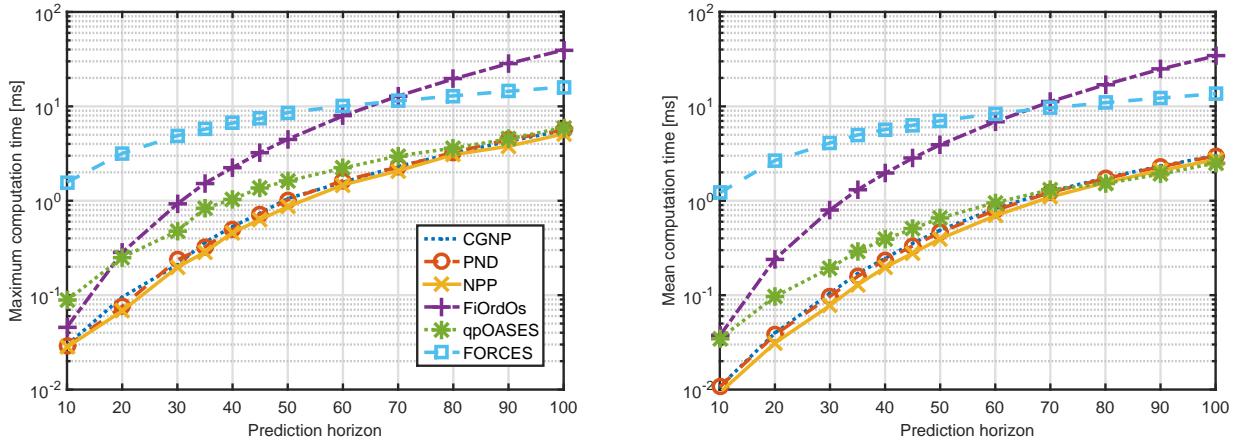 Maximum computation time [ms]
10^2
10^1
10^0
10^-1
10^-2
10 20 30 40 50 60 70 80 90 100
Prediction horizon
CGNP
PND
NPP
FiOrdOs
qpOASES
FORCES
Mean computation time [ms]
10^2
10^1
10^0
10^-1
10^-2
10 20 30 40 50 60 70 80 90 100
Prediction horizon